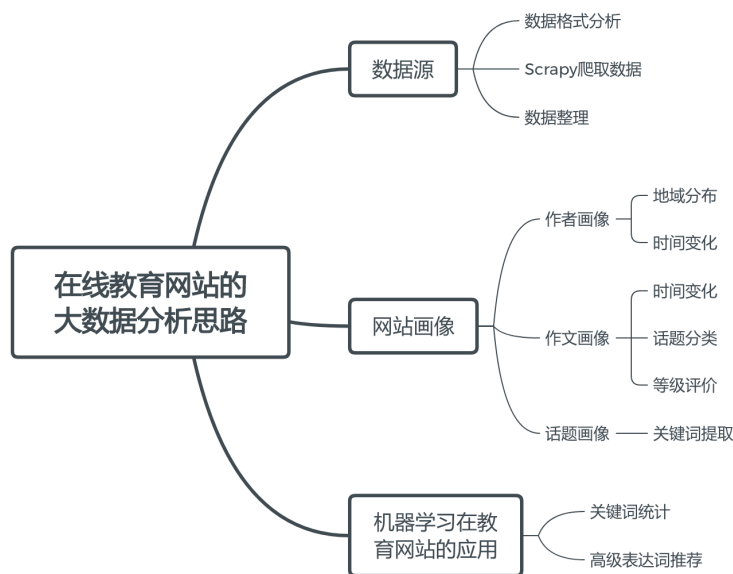 在线教育网站的
大数据分析思路
数据源
数据格式分析
Scrapy爬取数据
数据整理
网站画像
作者画像
地域分布
时间变化
作文画像
时间变化
话题分类
等级评价
话题画像
关键词提取
机器学习在教
育网站的应用
关键词统计
高级表达词推荐